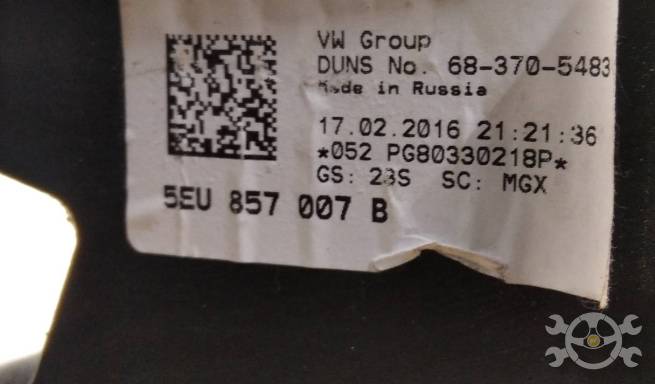 VW Group
DUNS No. 68-370-5483
Made in Russia
17.02.2016 21:21:36
*052 PG80330218P*
GS: 23S SC: MGX
5EU 857 007 B